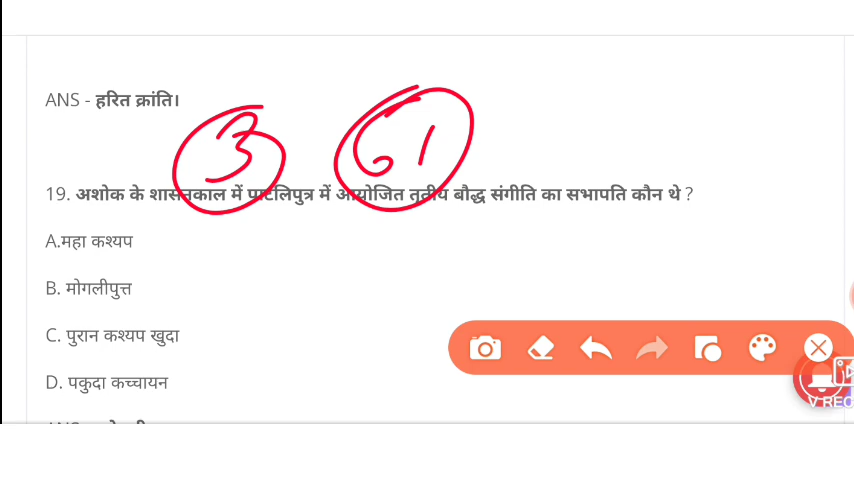 ANS - हरित क्रांति।
3 61
19. अशोक के शासनकाल में पाटलिपुत्र में आयोजित तृतीय बौद्ध संगीति का सभापति कौन थे ?
A.महा कश्यप
B. मोगलीपुत्त
C. पुरान कश्यप खुदा
D. पकुदा कच्चायन
V REC